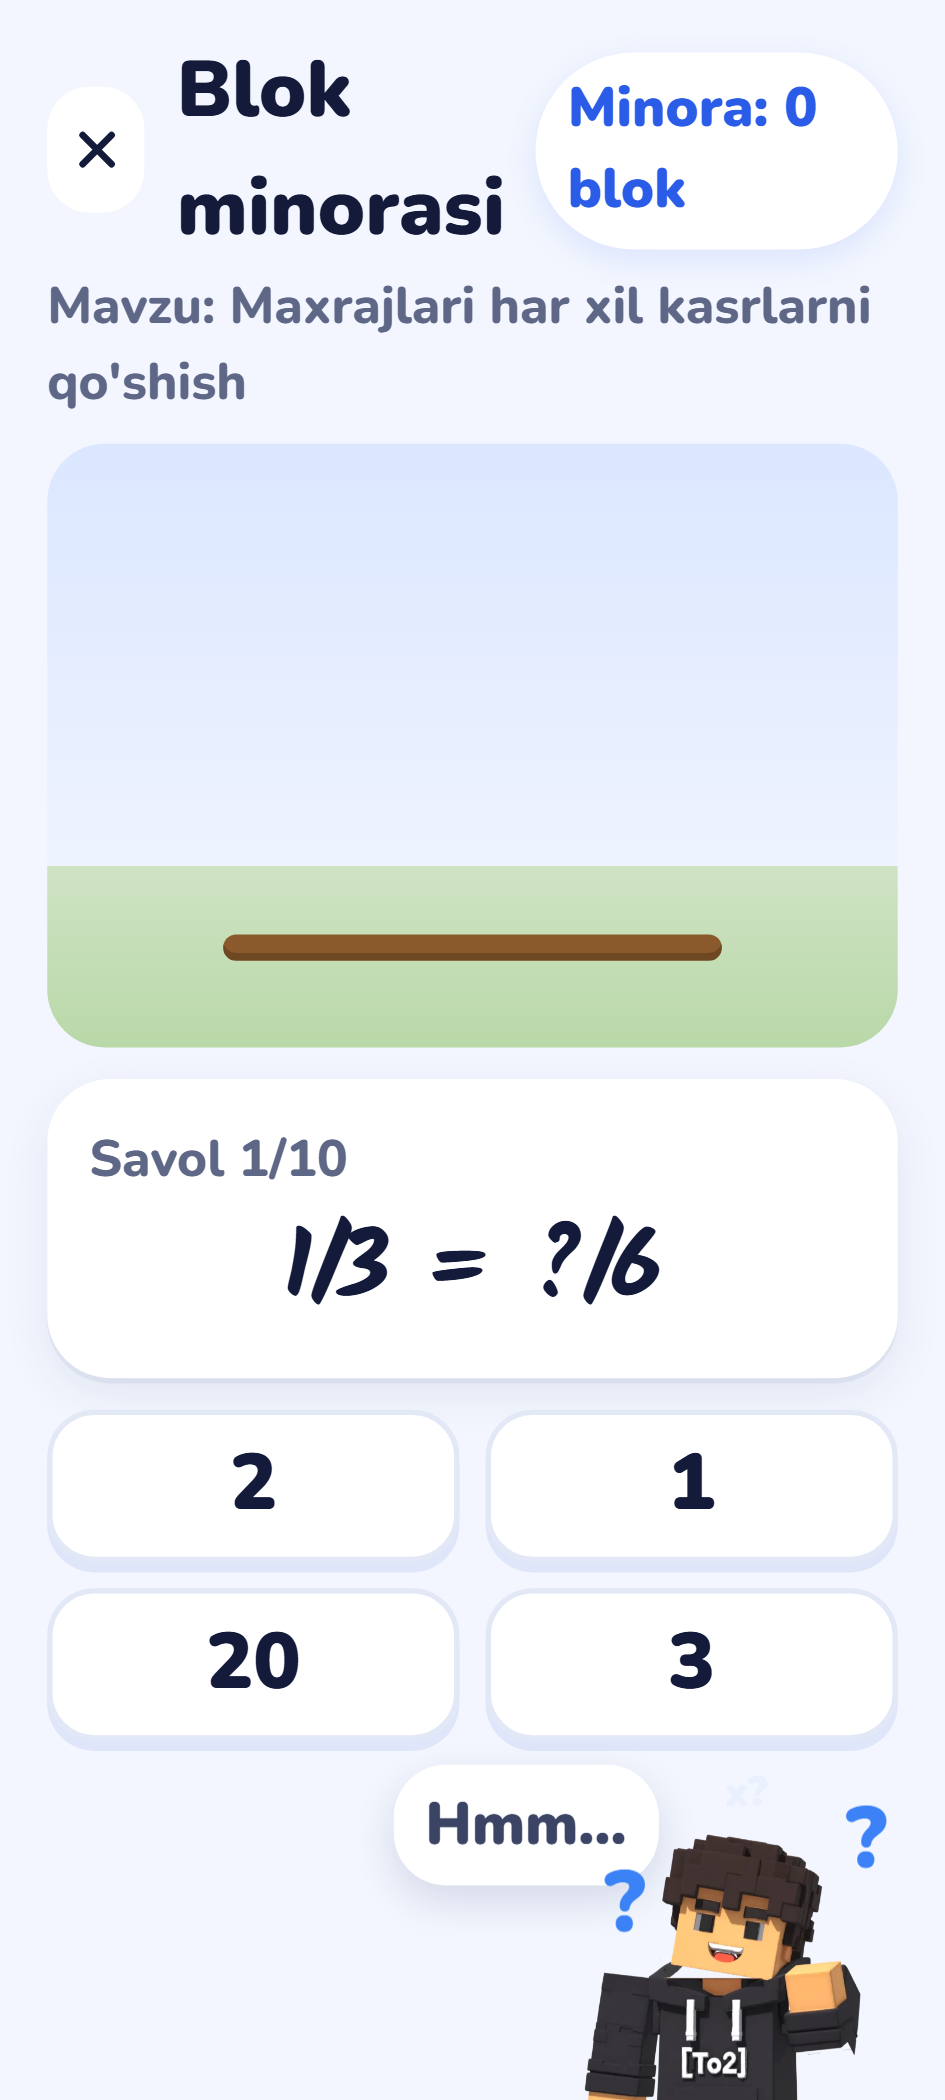 Blok
minorasi
Minora: 0
blok
Mavzu: Maxrajlari har xil kasrlarni
qo'shish
Savol 1/10
1/3 = ?/6
2
1
20
3
x?
Hmm...
?
?
[To2]